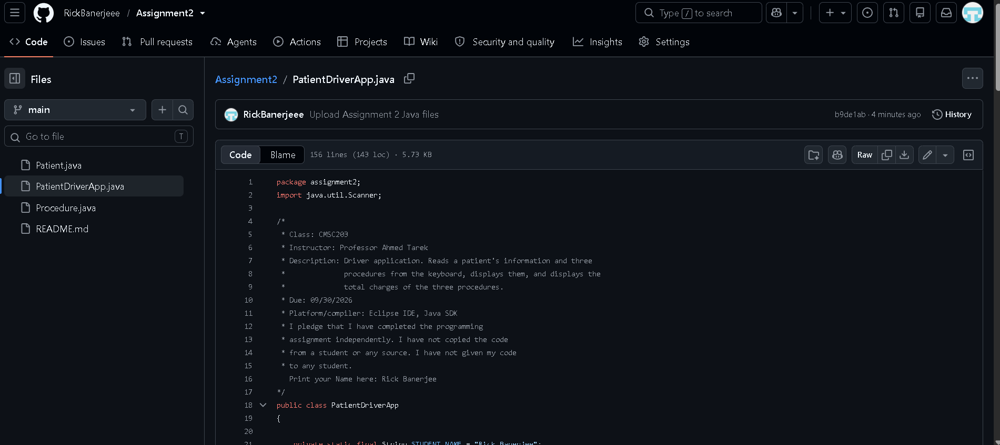 RickBanerjeee / Assignment2
Type / to search
Code
Issues
Pull requests
Agents
Actions
Projects
Wiki
Security and quality
Insights
Settings
Files
main
Go to file
T
Patient.java
PatientDriverApp.java
Procedure.java
README.md
Assignment2 / PatientDriverApp.java
RickBanerjeee Upload Assignment 2 Java files
b9de1ab · 4 minutes ago
History
Code
Blame
156 lines (143 loc) · 5.73 KB
Raw
1 package assignment2;
2 import java.util.Scanner;
3
4 /*
5 * Class: CMSC203
6 * Instructor: Professor Ahmed Tarek
7 * Description: Driver application. Reads a patient's information and three
8 * procedures from the keyboard, displays them, and displays the
9 * total charges of the three procedures.
10 * Due: 09/30/2026
11 * Platform/compiler: Eclipse IDE, Java SDK
12 * I pledge that I have completed the programming
13 * assignment independently. I have not copied the code
14 * from a student or any source. I have not given my code
15 * to any student.
16 Print your Name here: Rick Banerjee
17 */
18 public class PatientDriverApp
19 {
20
21 private static final String STUDENT_NAME = "Rick Banerjee";